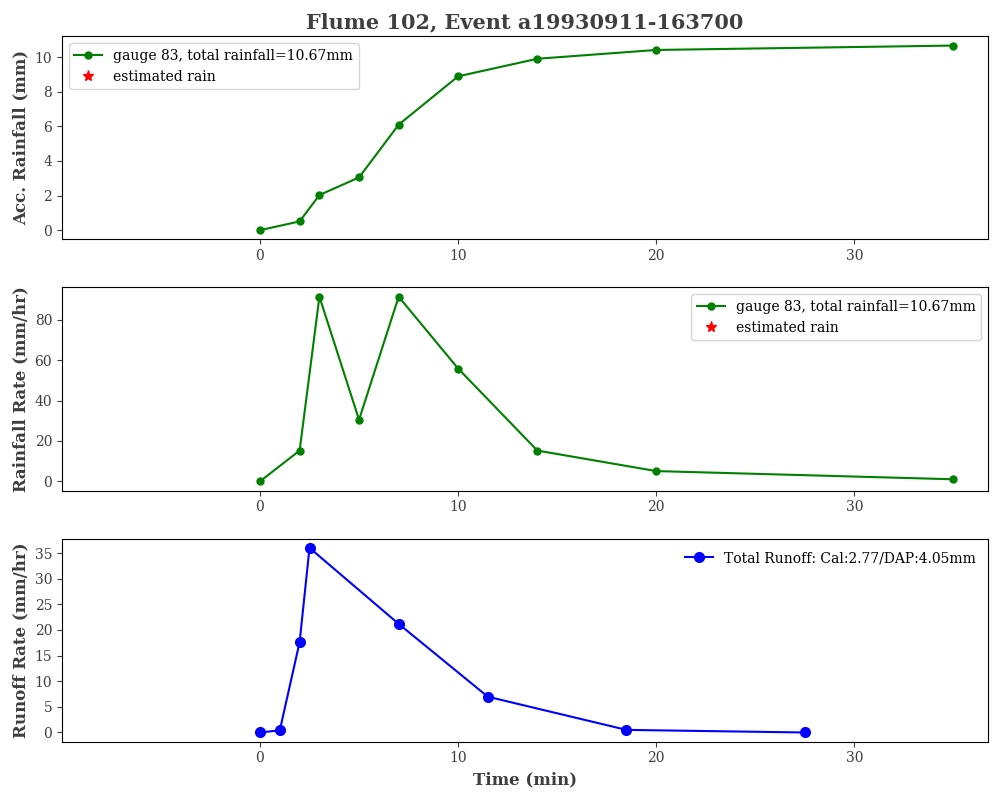 Flume 102, Event a19930911-163700
Acc. Rainfall (mm)
10
8
6
4
2
0
gauge 83, total rainfall=10.67mm
estimated rain
0 10 20 30
Rainfall Rate (mm/hr)
80
60
40
20
0
gauge 83, total rainfall=10.67mm
estimated rain
0 10 20 30
Runoff Rate (mm/hr)
35
30
25
20
15
10
5
0
Total Runoff: Cal:2.77/DAP:4.05mm
0 10 20 30
Time (min)